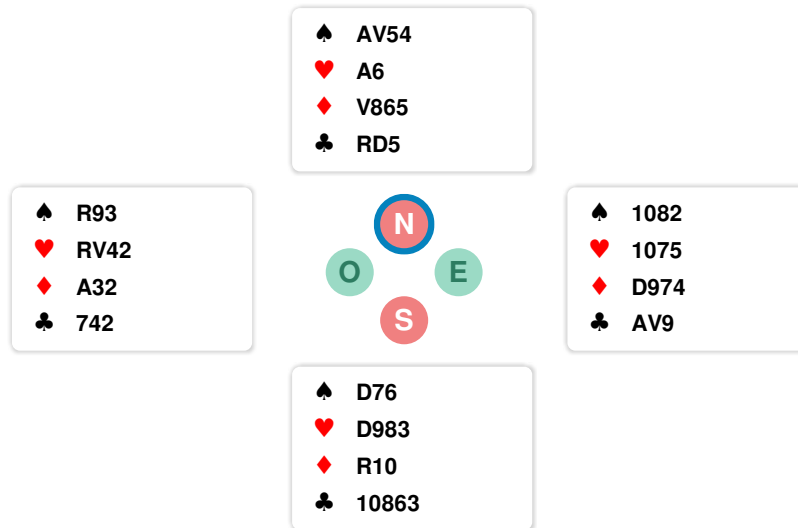 ♠ AV54
♥ A6
♦ V865
♣ RD5
♠ R93
♥ RV42
♦ A32
♣ 742
N
O E
S
♠ 1082
♥ 1075
♦ D974
♣ AV9
♠ D76
♥ D983
♦ R10
♣ 10863